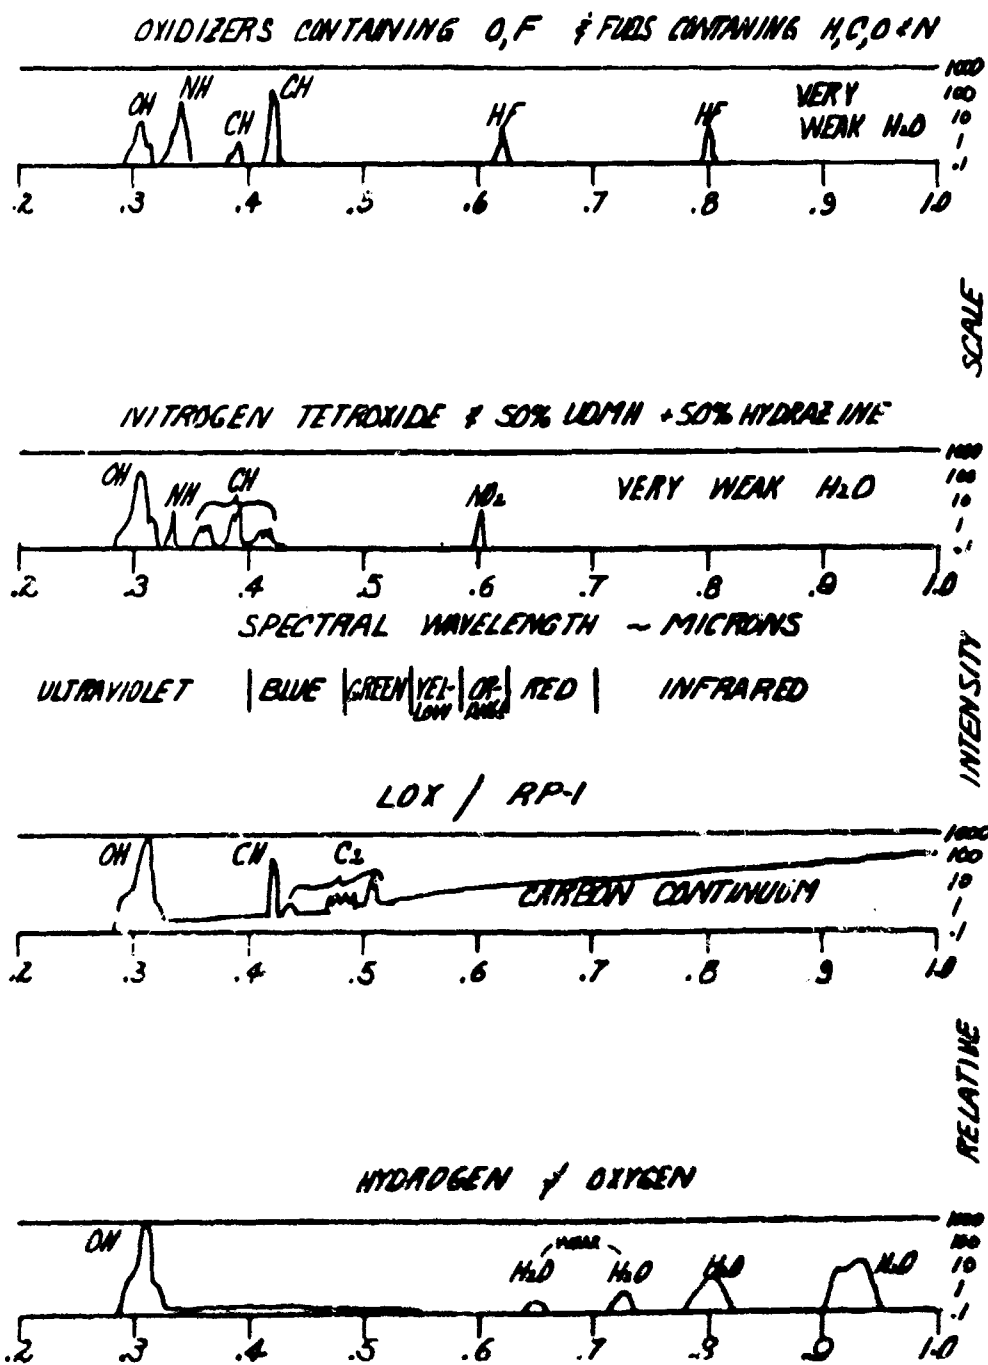 OXIDIZERS CONTAINING O,F & FUELS CONTAINING H,C,O & N
1000
100
10
1
.1
OH NH CH CH HF HF VERY WEAK H2O
.2 .3 .4 .5 .6 .7 .8 .9 1.0
SCALE
NITROGEN TETROXIDE & 50% UDMH + 50% HYDRAZINE
1000
100
10
1
.1
OH NH CH NO2 VERY WEAK H2O
.2 .3 .4 .5 .6 .7 .8 .9 1.0
SPECTRAL WAVELENGTH ~ MICRONS
ULTRAVIOLET | BLUE | GREEN | YEL-LOW | OR-ANGE | RED | INFRARED
INTENSITY
LOX / RP-1
1000
100
10
1
.1
OH CH C2
CARBON CONTINUUM
.2 .3 .4 .5 .6 .7 .8 .9 1.0
RELATIVE
HYDROGEN & OXYGEN
1000
100
10
1
.1
OH WEAK
H2O H2O H2O H2O
.2 .3 .4 .5 .6 .7 .8 .9 1.0